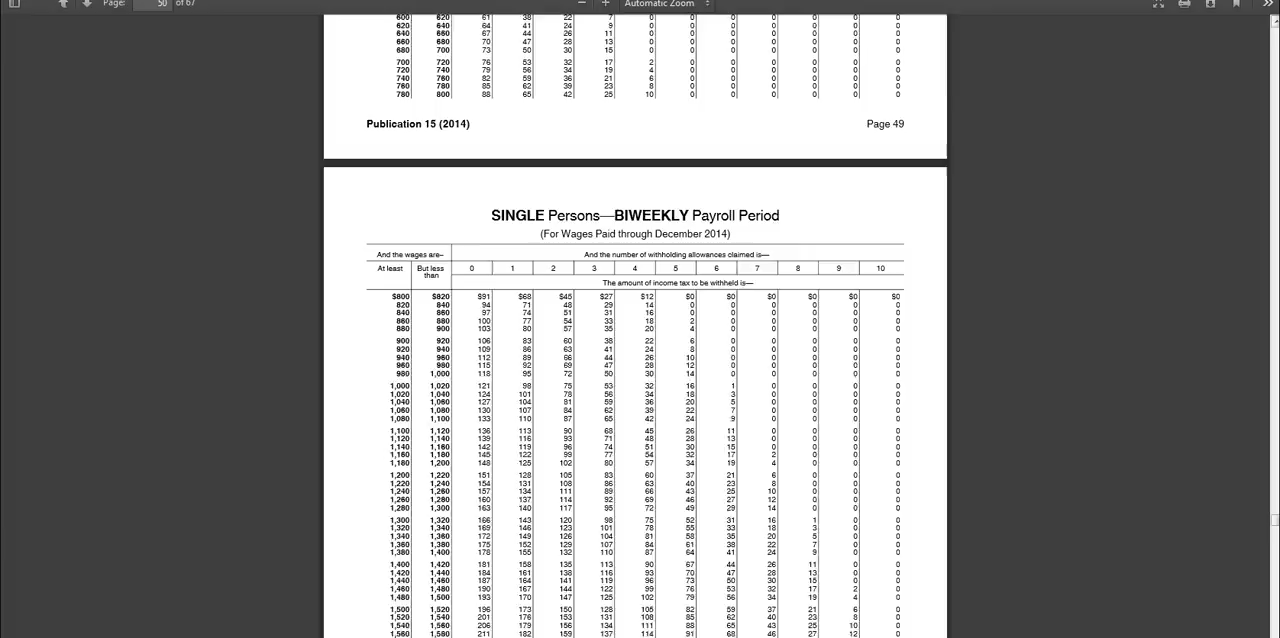 Page: 50 of 67 Automatic Zoom
600 620 61 38 22 7 0 0 0 0 0 0 0
620 640 64 41 24 9 0 0 0 0 0 0 0
640 660 67 44 26 11 0 0 0 0 0 0 0
660 680 70 47 28 13 0 0 0 0 0 0 0
680 700 73 50 30 15 0 0 0 0 0 0 0
700 720 76 53 32 17 2 0 0 0 0 0 0
720 740 79 56 34 19 4 0 0 0 0 0 0
740 760 82 59 36 21 6 0 0 0 0 0 0
760 780 85 62 39 23 8 0 0 0 0 0 0
780 800 88 65 42 25 10 0 0 0 0 0 0
Publication 15 (2014) Page 49
SINGLE Persons—BIWEEKLY Payroll Period
(For Wages Paid through December 2014)
And the wages are– And the number of withholding allowances claimed is—
At least But less than 0 1 2 3 4 5 6 7 8 9 10
The amount of income tax to be withheld is—
$800 $820 $91 $68 $45 $27 $12 $0 $0 $0 $0 $0 $0
820 840 94 71 48 29 14 0 0 0 0 0 0
840 860 97 74 51 31 16 0 0 0 0 0 0
860 880 100 77 54 33 18 2 0 0 0 0 0
880 900 103 80 57 35 20 4 0 0 0 0 0
900 920 106 83 60 38 22 6 0 0 0 0 0
920 940 109 86 63 41 24 8 0 0 0 0 0
940 960 112 89 66 44 26 10 0 0 0 0 0
960 980 115 92 69 47 28 12 0 0 0 0 0
980 1,000 118 95 72 50 30 14 0 0 0 0 0
1,000 1,020 121 98 75 53 32 16 1 0 0 0 0
1,020 1,040 124 101 78 56 34 18 3 0 0 0 0
1,040 1,060 127 104 81 59 36 20 5 0 0 0 0
1,060 1,080 130 107 84 62 39 22 7 0 0 0 0
1,080 1,100 133 110 87 65 42 24 9 0 0 0 0
1,100 1,120 136 113 90 68 45 26 11 0 0 0 0
1,120 1,140 139 116 93 71 48 28 13 0 0 0 0
1,140 1,160 142 119 96 74 51 30 15 0 0 0 0
1,160 1,180 145 122 99 77 54 32 17 2 0 0 0
1,180 1,200 148 125 102 80 57 34 19 4 0 0 0
1,200 1,220 151 128 105 83 60 37 21 6 0 0 0
1,220 1,240 154 131 108 86 63 40 23 8 0 0 0
1,240 1,260 157 134 111 89 66 43 25 10 0 0 0
1,260 1,280 160 137 114 92 69 46 27 12 0 0 0
1,280 1,300 163 140 117 95 72 49 29 14 0 0 0
1,300 1,320 166 143 120 98 75 52 31 16 1 0 0
1,320 1,340 169 146 123 101 78 55 33 18 3 0 0
1,340 1,360 172 149 126 104 81 58 35 20 5 0 0
1,360 1,380 175 152 129 107 84 61 38 22 7 0 0
1,380 1,400 178 155 132 110 87 64 41 24 9 0 0
1,400 1,420 181 158 135 113 90 67 44 26 11 0 0
1,420 1,440 184 161 138 116 93 70 47 28 13 0 0
1,440 1,460 187 164 141 119 96 73 50 30 15 0 0
1,460 1,480 190 167 144 122 99 76 53 32 17 2 0
1,480 1,500 193 170 147 125 102 79 56 34 19 4 0
1,500 1,520 196 173 150 128 105 82 59 37 21 6 0
1,520 1,540 201 176 153 131 108 85 62 40 23 8 0
1,540 1,560 206 179 156 134 111 88 65 43 25 10 0
1,560 1,580 211 182 159 137 114 91 68 46 27 12 0